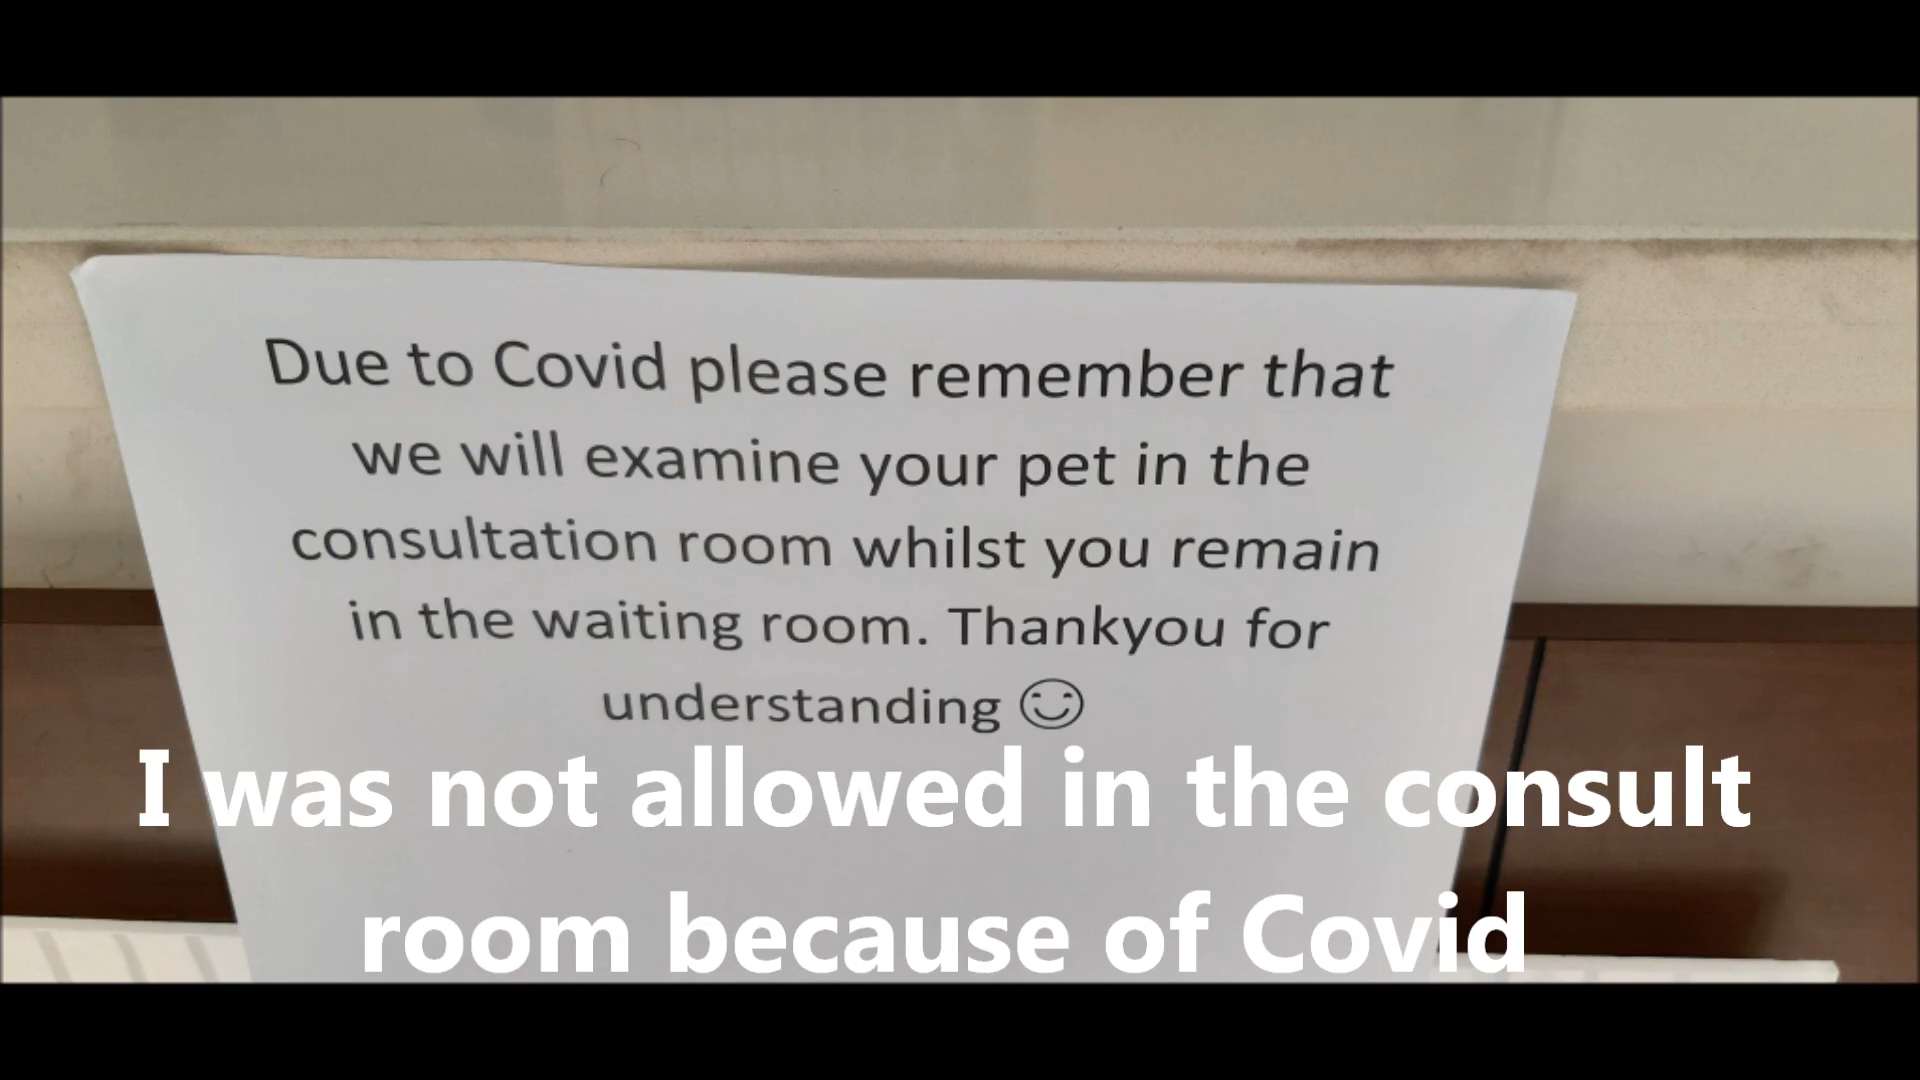 Due to Covid please remember that
we will examine your pet in the
consultation room whilst you remain
in the waiting room. Thankyou for
understanding ☺
I was not allowed in the consult
room because of Covid